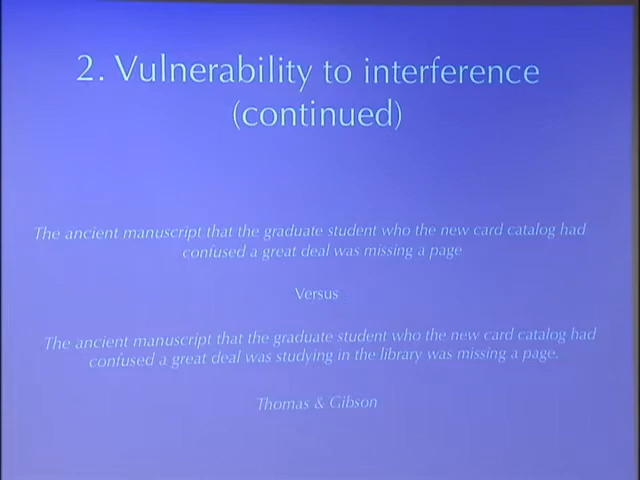 2. Vulnerability to interference
(continued)
The ancient manuscript that the graduate student who the new card catalog had
confused a great deal was missing a page
Versus
The ancient manuscript that the graduate student who the new card catalog had
confused a great deal was studying in the library was missing a page.
Thomas & Gibson